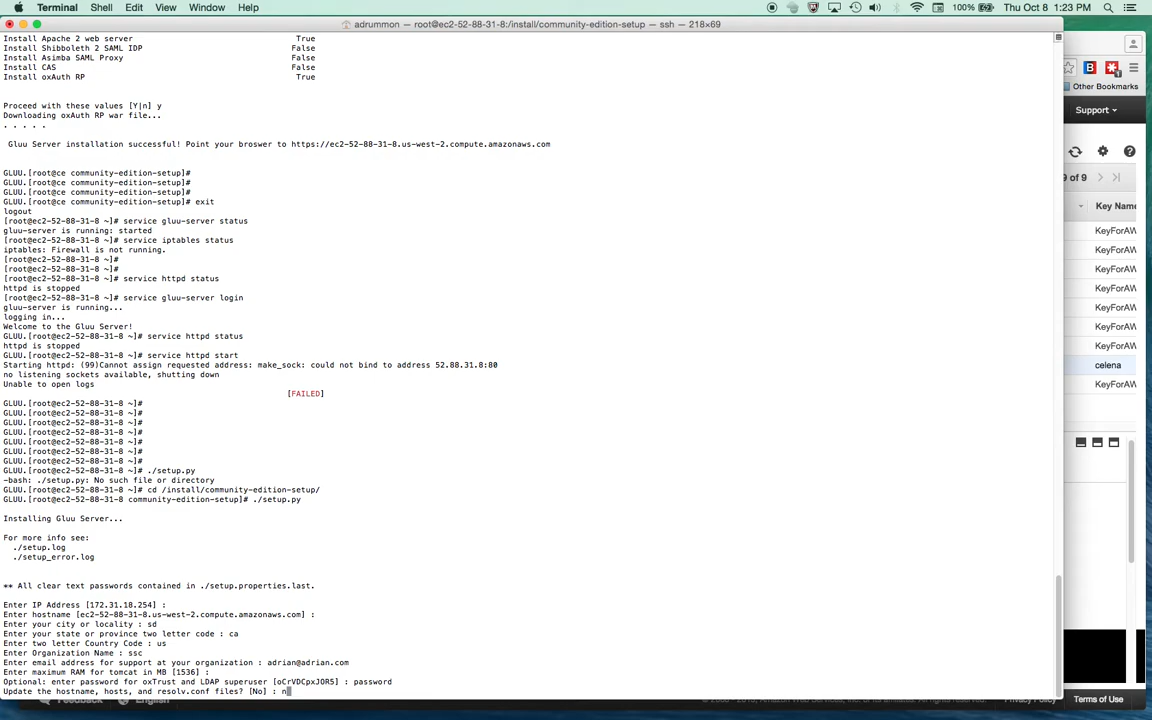 Terminal Shell Edit View Window Help 100% Thu Oct 8 1:23 PM
adrummon — root@ec2-52-88-31-8:/install/community-edition-setup — ssh — 218×69
Install Apache 2 web server True
Install Shibboleth 2 SAML IDP False
Install Asimba SAML Proxy False
Install CAS False
Install oxAuth RP True
Proceed with these values [Y|n] y
Downloading oxAuth RP war file...
. . . . .
Gluu Server installation successful! Point your broswer to https://ec2-52-88-31-8.us-west-2.compute.amazonaws.com
GLUU.[root@ce community-edition-setup]#
GLUU.[root@ce community-edition-setup]#
GLUU.[root@ce community-edition-setup]#
GLUU.[root@ce community-edition-setup]# exit
logout
[root@ec2-52-88-31-8 ~]# service gluu-server status
gluu-server is running: started
[root@ec2-52-88-31-8 ~]# service iptables status
iptables: Firewall is not running.
[root@ec2-52-88-31-8 ~]#
[root@ec2-52-88-31-8 ~]#
[root@ec2-52-88-31-8 ~]# service httpd status
httpd is stopped
[root@ec2-52-88-31-8 ~]# service gluu-server login
gluu-server is running...
logging in...
Welcome to the Gluu Server!
GLUU.[root@ec2-52-88-31-8 ~]# service httpd status
httpd is stopped
GLUU.[root@ec2-52-88-31-8 ~]# service httpd start
Starting httpd: (99)Cannot assign requested address: make_sock: could not bind to address 52.88.31.8:80
no listening sockets available, shutting down
Unable to open logs
[FAILED]
GLUU.[root@ec2-52-88-31-8 ~]#
GLUU.[root@ec2-52-88-31-8 ~]#
GLUU.[root@ec2-52-88-31-8 ~]#
GLUU.[root@ec2-52-88-31-8 ~]#
GLUU.[root@ec2-52-88-31-8 ~]#
GLUU.[root@ec2-52-88-31-8 ~]#
GLUU.[root@ec2-52-88-31-8 ~]#
GLUU.[root@ec2-52-88-31-8 ~]# ./setup.py
-bash: ./setup.py: No such file or directory
GLUU.[root@ec2-52-88-31-8 ~]# cd /install/community-edition-setup/
GLUU.[root@ec2-52-88-31-8 community-edition-setup]# ./setup.py
Installing Gluu Server...
For more info see:
./setup.log
./setup_error.log
** All clear text passwords contained in ./setup.properties.last.
Enter IP Address [172.31.18.254] :
Enter hostname [ec2-52-88-31-8.us-west-2.compute.amazonaws.com] :
Enter your city or locality : sd
Enter your state or province two letter code : ca
Enter two letter Country Code : us
Enter Organization Name : ssc
Enter email address for support at your organization : adrian@adrian.com
Enter maximum RAM for tomcat in MB [1536] :
Optional: enter password for oxTrust and LDAP superuser [oCrVDCpxJOR5] : password
Update the hostname, hosts, and resolv.conf files? [No] : n
Other Bookmarks
Support
9 of 9
Key Name
KeyForAW
KeyForAW
KeyForAW
KeyForAW
KeyForAW
KeyForAW
KeyForAW
celena
KeyForAW
Feedback English Privacy Policy Terms of Use